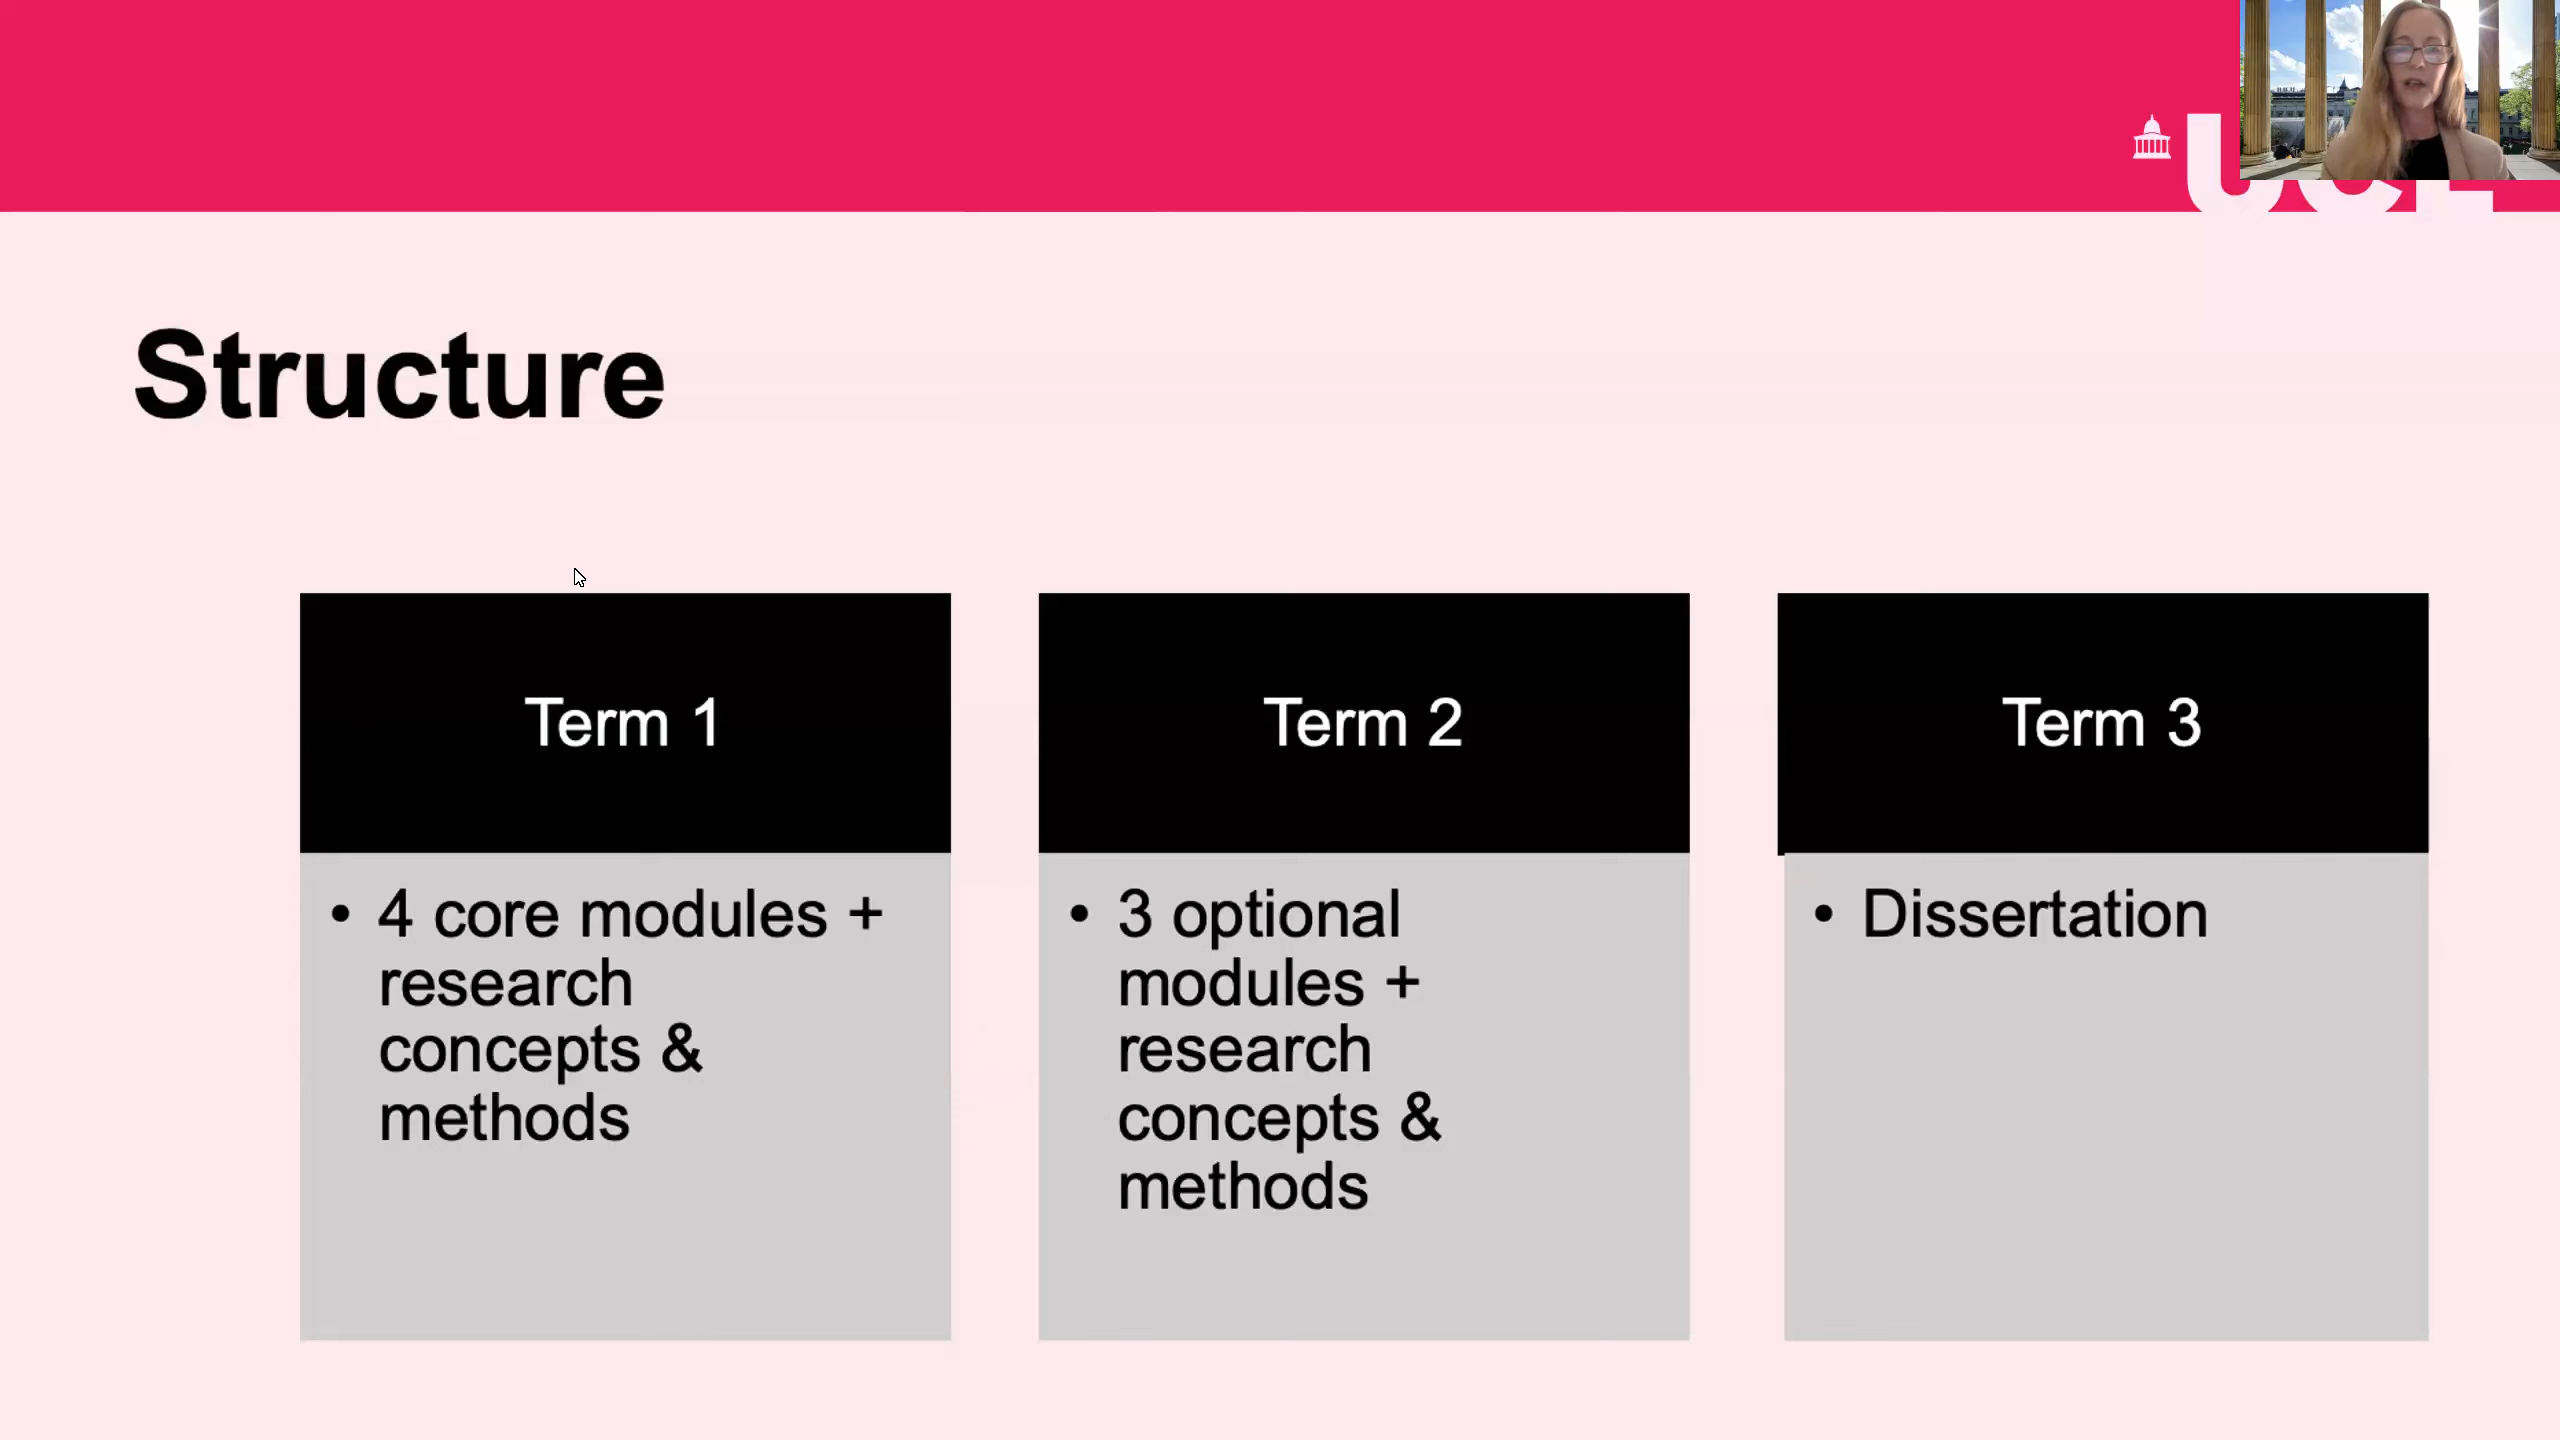 UCL
Structure
Term 1
• 4 core modules +
research
concepts &
methods
Term 2
• 3 optional
modules +
research
concepts &
methods
Term 3
• Dissertation